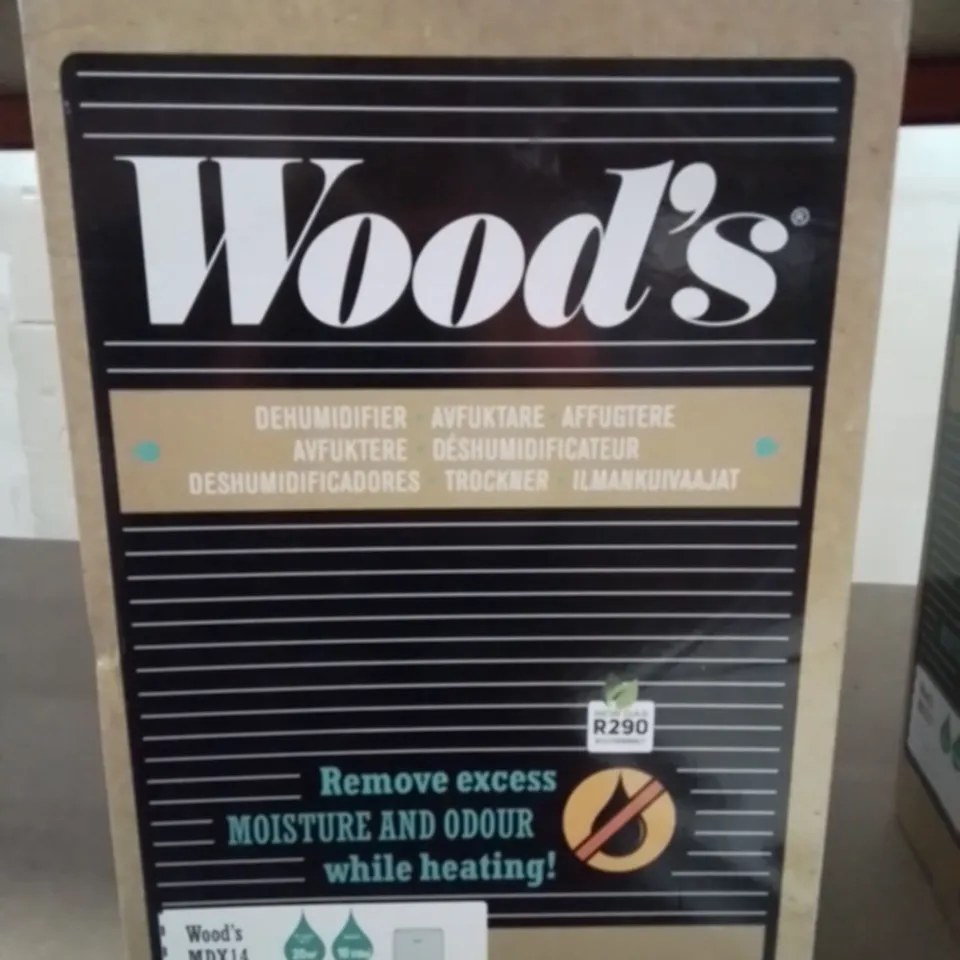 Wood's®
DEHUMIDIFIER · AVFUKTARE · AFFUGTERE
AVFUKTERE · DÉSHUMIDIFICATEUR
DESHUMIDIFICADORES · TROCKNER · ILMANKUIVAAJAT
R290
Remove excess
MOISTURE AND ODOUR
while heating!
Wood's
MDX14